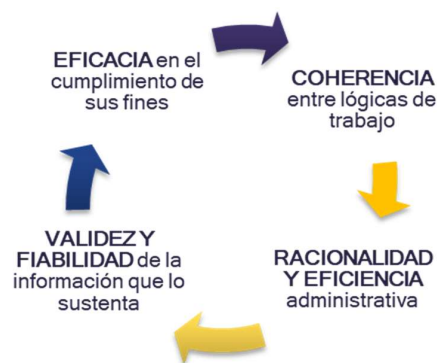 EFICACIA en el
cumplimiento de
sus fines
COHERENCIA
entre lógicas de
trabajo
RACIONALIDAD
Y EFICIENCIA
administrativa
VALIDEZ Y
FIABILIDAD de la
información que lo
sustenta